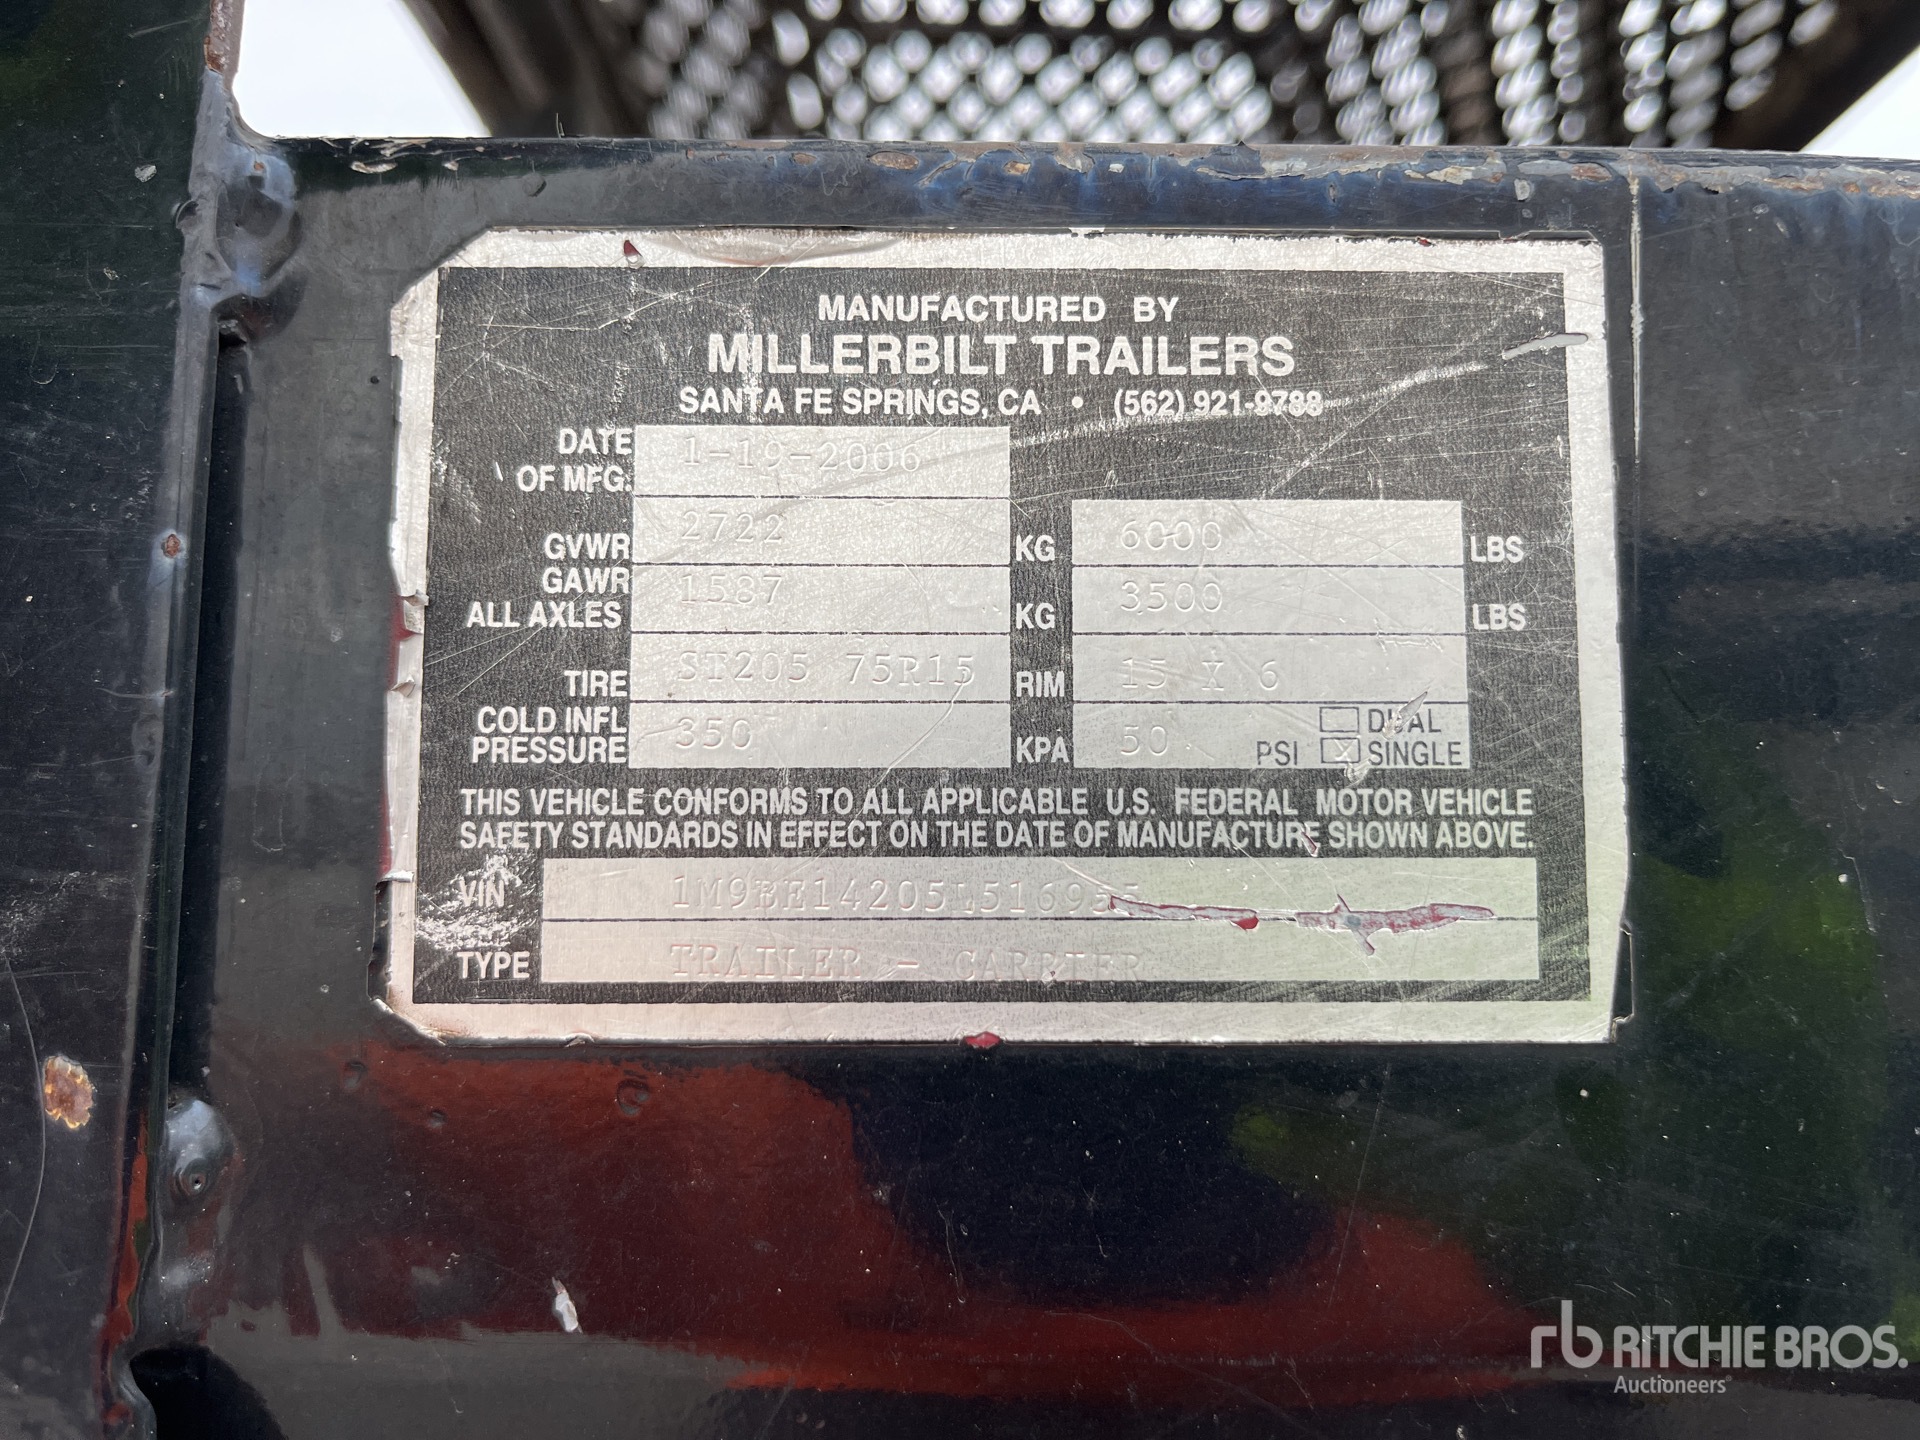 MANUFACTURED BY
MILLERBILT TRAILERS
SANTA FE SPRINGS, CA • (562) 921-9788
DATE OF MFG. 1-19-2006
GVWR 2722 KG 6000 LBS
GAWR ALL AXLES 1587 KG 3500 LBS
TIRE ST205 75R15 RIM 15 X 6
COLD INFL PRESSURE 350 KPA 50 PSI DUAL X SINGLE
THIS VEHICLE CONFORMS TO ALL APPLICABLE U.S. FEDERAL MOTOR VEHICLE
SAFETY STANDARDS IN EFFECT ON THE DATE OF MANUFACTURE SHOWN ABOVE.
VIN
TYPE TRAILER - CARRIER
rb RITCHIE BROS.
Auctioneers